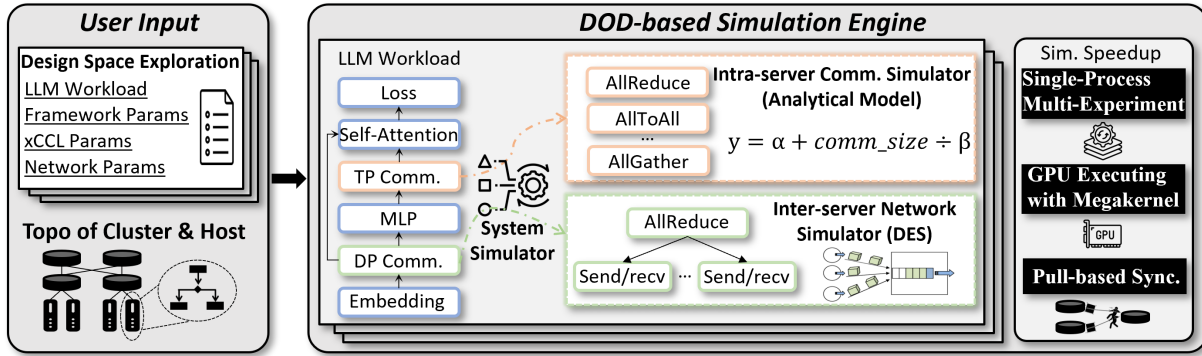 User Input
Design Space Exploration
LLM Workload
Framework Params
xCCL Params
Network Params
Topo of Cluster & Host
DOD-based Simulation Engine
LLM Workload
Loss
Self-Attention
TP Comm.
MLP
DP Comm.
Embedding
System
Simulator
AllReduce
AllToAll
...
AllGather
Intra-server Comm. Simulator
(Analytical Model)
y = α + comm_size ÷ β
AllReduce
Send/recv ... Send/recv
Inter-server Network
Simulator (DES)
Sim. Speedup
Single-Process
Multi-Experiment
GPU Executing
with Megakernel
GPU
Pull-based Sync.